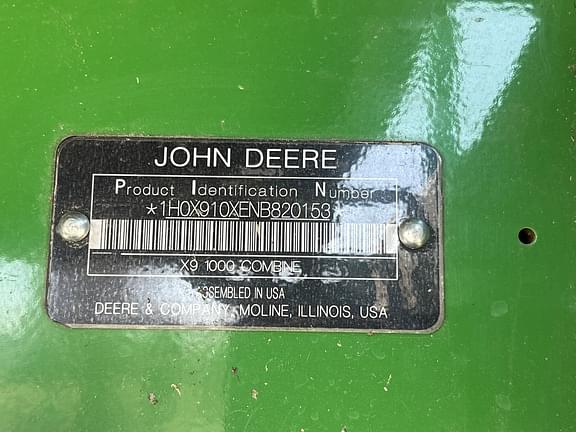 JOHN DEERE
Product Identification Number
*1H0X910XENB820153*
X9 1000 COMBINE
ASSEMBLED IN USA
DEERE & COMPANY, MOLINE, ILLINOIS, USA